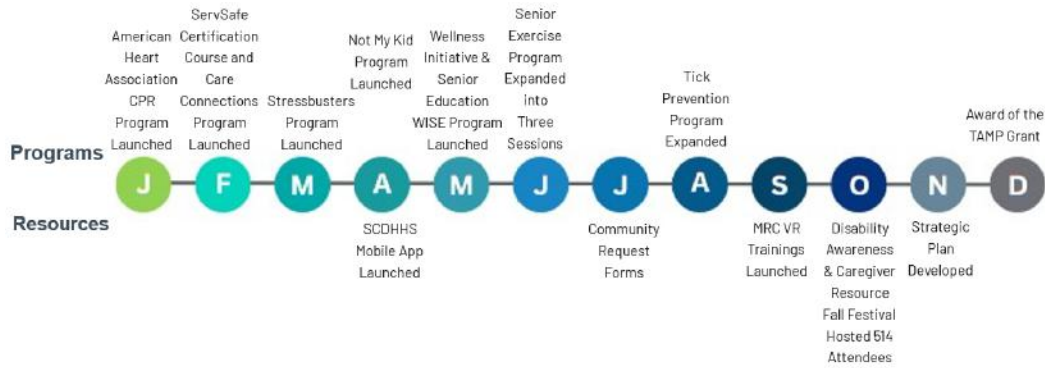 American
Heart
Association
CPR
Program
Launched
ServSafe
Certification
Course and
Care
Connections
Program
Launched
Stressbusters
Program
Launched
Not My Kid
Program
Launched
Wellness
Initiative &
Senior
Education
WISE Program
Launched
Senior
Exercise
Program
Expanded
into
Three
Sessions
Tick
Prevention
Program
Expanded
Award of the
TAMP Grant
Programs
J F M A M J J A S O N D
Resources
SCDHHS
Mobile App
Launched
Community
Request
Forms
MRC VR
Trainings
Launched
Disability
Awareness
& Caregiver
Resource
Fall Festival
Hosted 514
Attendees
Strategic
Plan
Developed